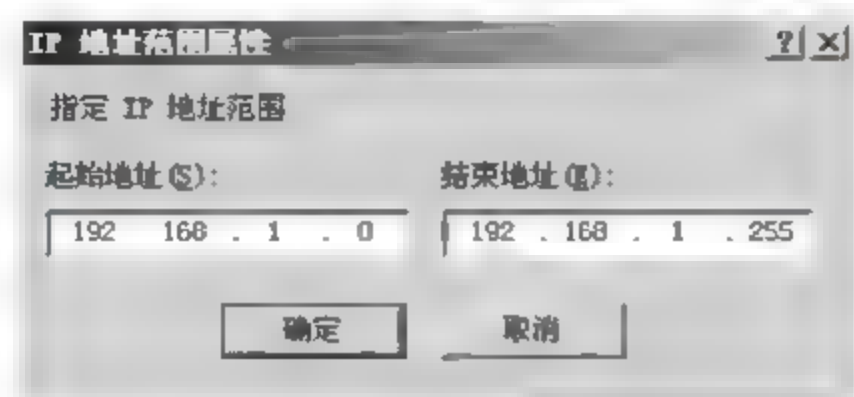 IP 地址范围属性
指定 IP 地址范围
起始地址(S): 结束地址(E):
192 168 . 1 . 0 192 . 168 . 1 . 255
确定 取消